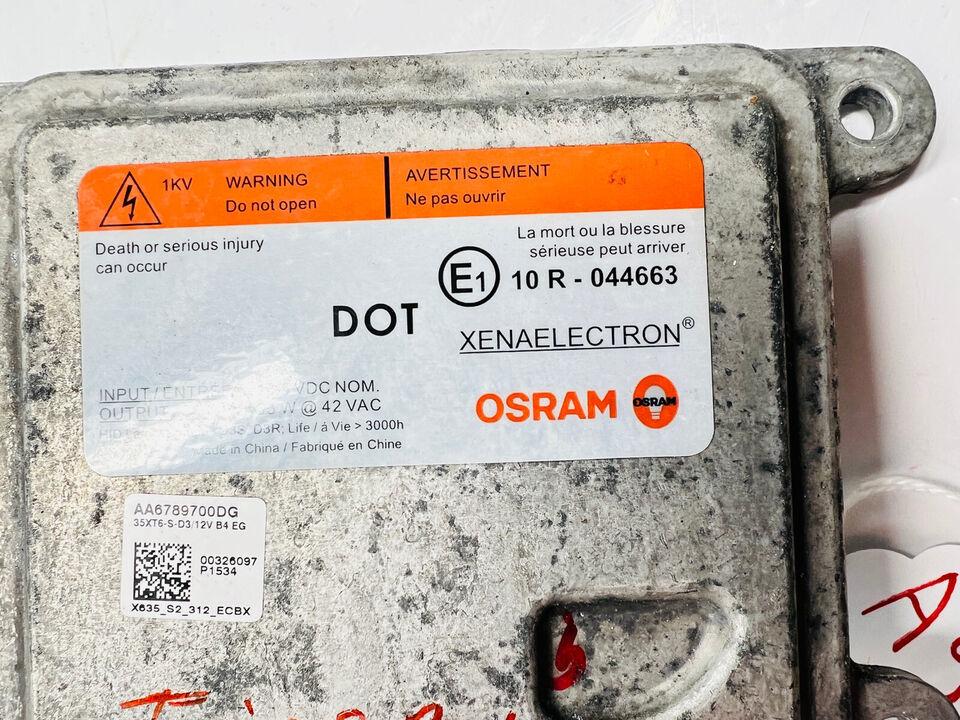 1KV WARNING
Do not open
AVERTISSEMENT
Ne pas ouvrir
Death or serious injury
can occur
La mort ou la blessure
sérieuse peut arriver
E1 10 R - 044663
DOT
XENAELECTRON®
INPUT / VDC NOM.
OUTPUT W @ 42 VAC
D3R; Life / á Vie > 3000h
Made in China / Fabriqué en Chine
OSRAM OSRAM
AA6789700DG
35XT6-S-D3/12V B4 EG
00326097
P1534
X635_S2_312_ECBX